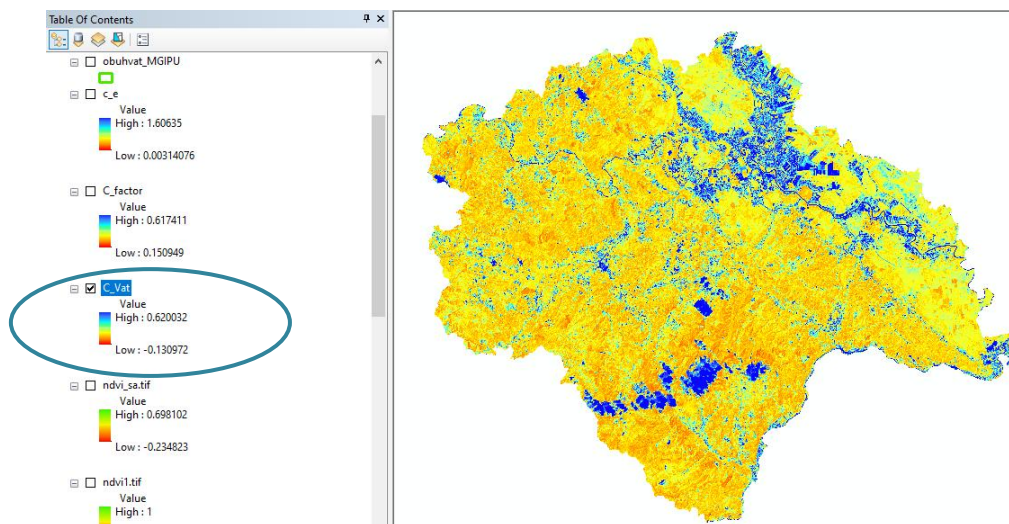 Table Of Contents
obuhvat_MGIPU
c_e
Value
High : 1.60635
Low : 0.00314076
C_factor
Value
High : 0.617411
Low : 0.150949
C_Vat
Value
High : 0.620032
Low : -0.130972
ndvi_sa.tif
Value
High : 0.698102
Low : -0.234823
ndvi1.tif
Value
High : 1